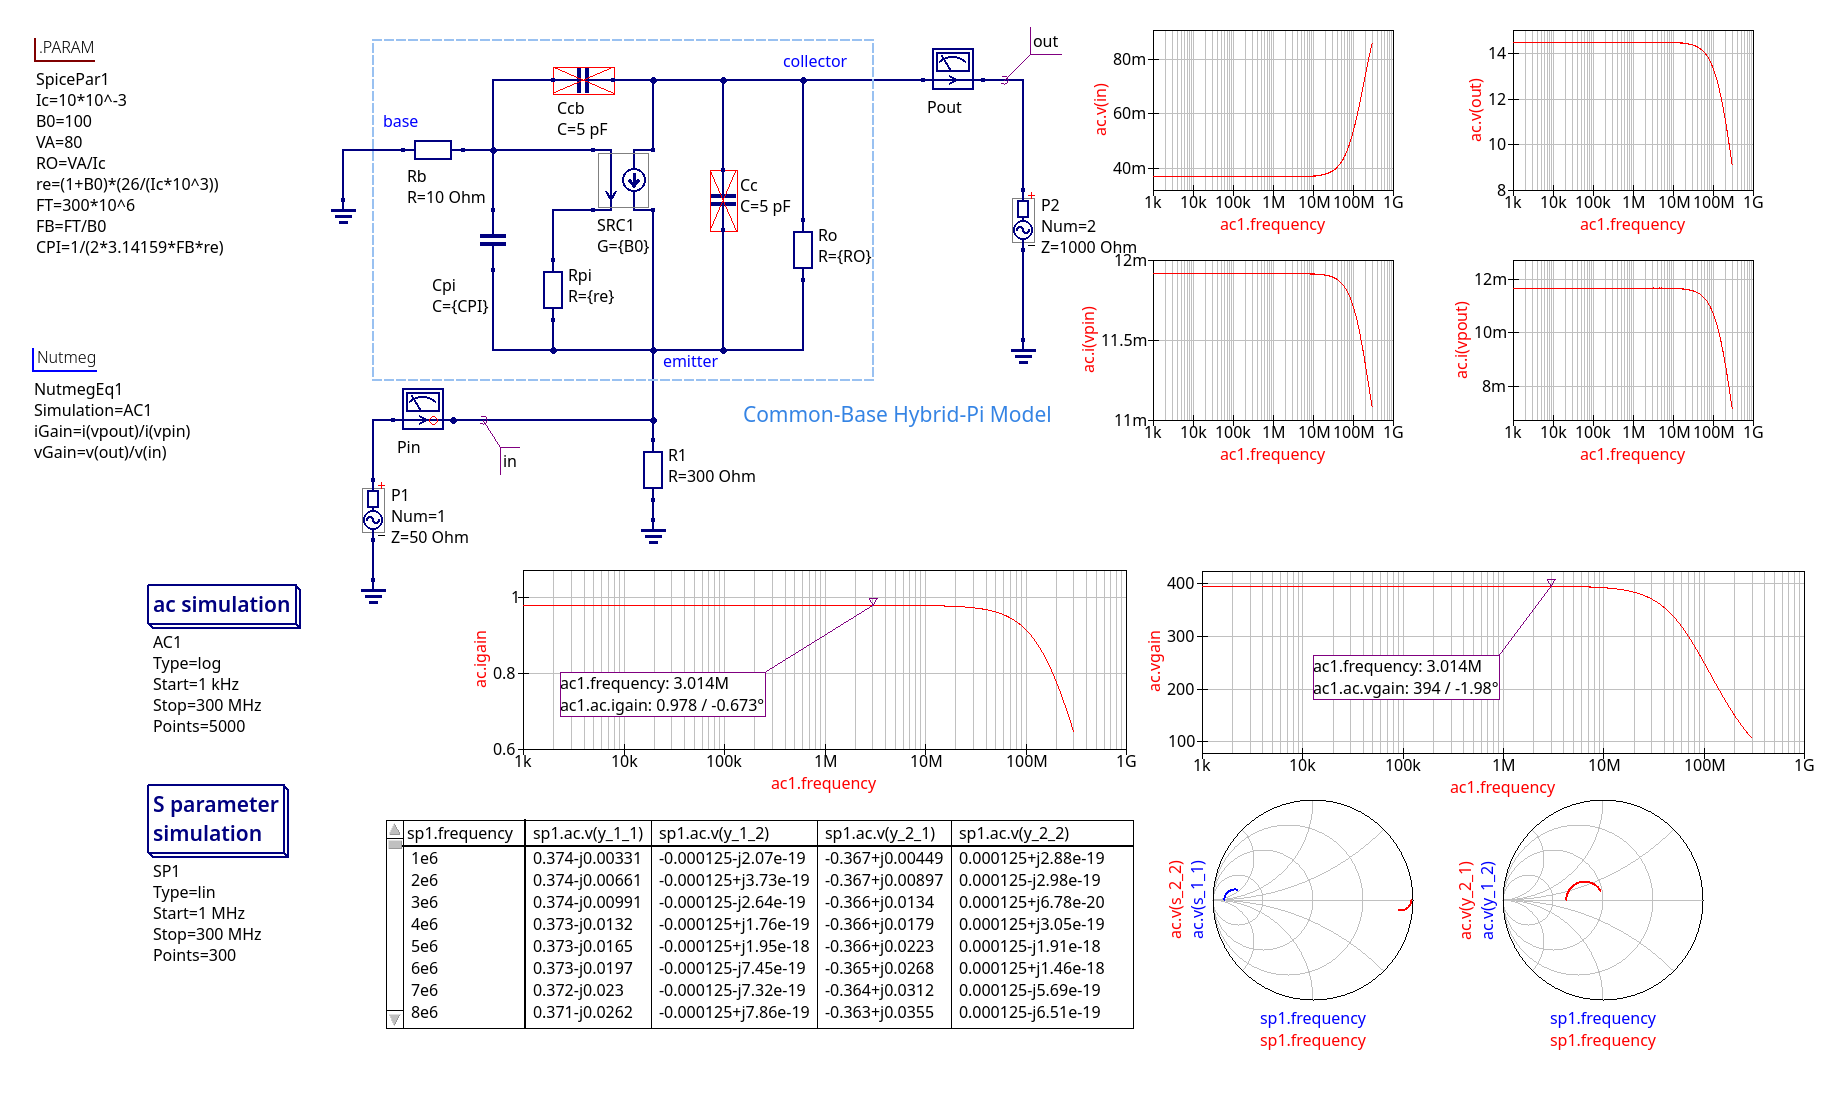 .PARAM
SpicePar1
Ic=10*10^-3
B0=100
VA=80
RO=VA/Ic
re=(1+B0)*(26/(Ic*10^3))
FT=300*10^6
FB=FT/B0
CPI=1/(2*3.14159*FB*re)
Nutmeg
NutmegEq1
Simulation=AC1
iGain=i(vpout)/i(vpin)
vGain=v(out)/v(in)
collector
base
Ccb
C=5 pF
Rb
R=10 Ohm
SRC1
G={B0}
Cc
C=5 pF
Ro
R={RO}
Rpi
R={re}
Cpi
C={CPI}
emitter
Pout
out
P2
Num=2
Z=1000 Ohm
Common-Base Hybrid-Pi Model
Pin
in
R1
R=300 Ohm
P1
Num=1
Z=50 Ohm
ac.v(in)
80m
60m
40m
1k 10k 100k 1M 10M 100M 1G
ac1.frequency
ac.v(out)
14
12
10
8
1k 10k 100k 1M 10M 100M 1G
ac1.frequency
ac.i(vpin)
12m
11.5m
11m
1k 10k 100k 1M 10M 100M 1G
ac1.frequency
ac.i(vpout)
12m
10m
8m
1k 10k 100k 1M 10M 100M 1G
ac1.frequency
ac simulation
AC1
Type=log
Start=1 kHz
Stop=300 MHz
Points=5000
S parameter
simulation
SP1
Type=lin
Start=1 MHz
Stop=300 MHz
Points=300
ac.igain
1
0.8
0.6
ac1.frequency: 3.014M
ac1.ac.igain: 0.978 / -0.673°
1k 10k 100k 1M 10M 100M 1G
ac1.frequency
ac.vgain
400
300
200
100
ac1.frequency: 3.014M
ac1.ac.vgain: 394 / -1.98°
1k 10k 100k 1M 10M 100M 1G
ac1.frequency
sp1.frequency sp1.ac.v(y_1_1) sp1.ac.v(y_1_2) sp1.ac.v(y_2_1) sp1.ac.v(y_2_2)
1e6 0.374-j0.00331 -0.000125-j2.07e-19 -0.367+j0.00449 0.000125+j2.88e-19
2e6 0.374-j0.00661 -0.000125+j3.73e-19 -0.367+j0.00897 0.000125-j2.98e-19
3e6 0.374-j0.00991 -0.000125-j2.64e-19 -0.366+j0.0134 0.000125+j6.78e-20
4e6 0.373-j0.0132 -0.000125+j1.76e-19 -0.366+j0.0179 0.000125+j3.05e-19
5e6 0.373-j0.0165 -0.000125+j1.95e-18 -0.366+j0.0223 0.000125-j1.91e-18
6e6 0.373-j0.0197 -0.000125-j7.45e-19 -0.365+j0.0268 0.000125+j1.46e-18
7e6 0.372-j0.023 -0.000125-j7.32e-19 -0.364+j0.0312 0.000125-j5.69e-19
8e6 0.371-j0.0262 -0.000125+j7.86e-19 -0.363+j0.0355 0.000125-j6.51e-19
ac.v(s_2_2)
ac.v(s_1_1)
sp1.frequency
sp1.frequency
ac.v(y_2_1)
ac.v(y_1_2)
sp1.frequency
sp1.frequency